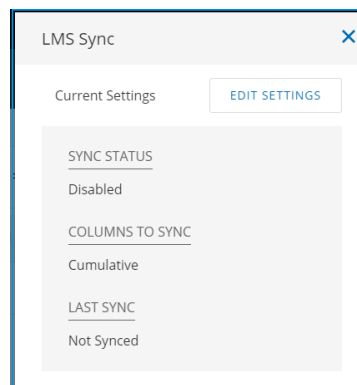 LMS Sync
Current Settings
EDIT SETTINGS
SYNC STATUS
Disabled
COLUMNS TO SYNC
Cumulative
LAST SYNC
Not Synced